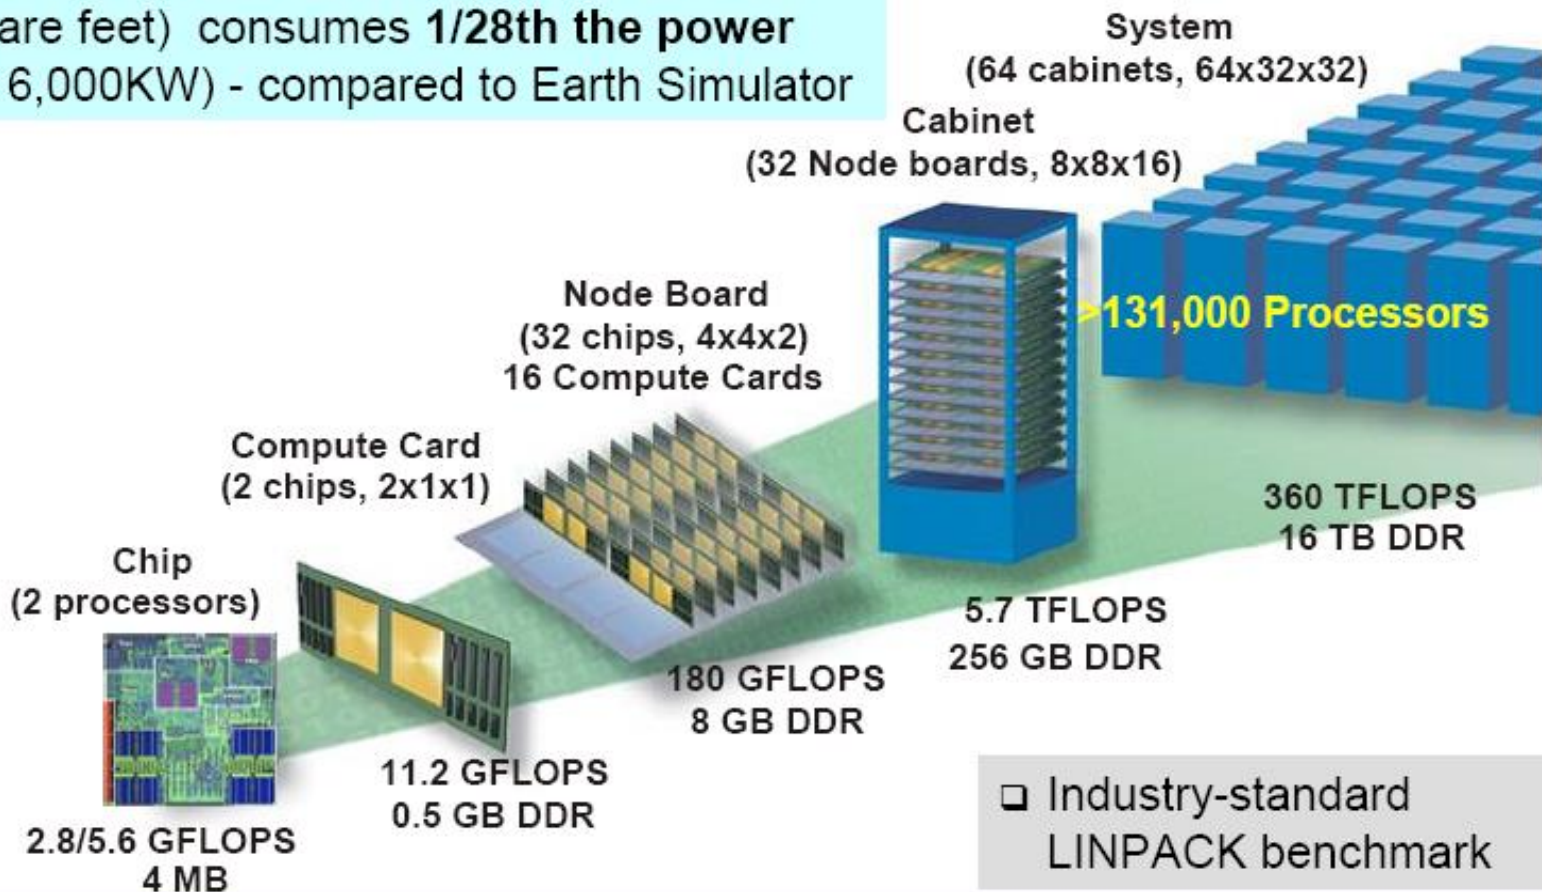 are feet) consumes 1/28th the power
6,000KW) - compared to Earth Simulator
System
(64 cabinets, 64x32x32)
Cabinet
(32 Node boards, 8x8x16)
>131,000 Processors
Node Board
(32 chips, 4x4x2)
16 Compute Cards
Compute Card
(2 chips, 2x1x1)
Chip
(2 processors)
360 TFLOPS
16 TB DDR
5.7 TFLOPS
256 GB DDR
180 GFLOPS
8 GB DDR
11.2 GFLOPS
0.5 GB DDR
2.8/5.6 GFLOPS
4 MB
❑ Industry-standard
LINPACK benchmark